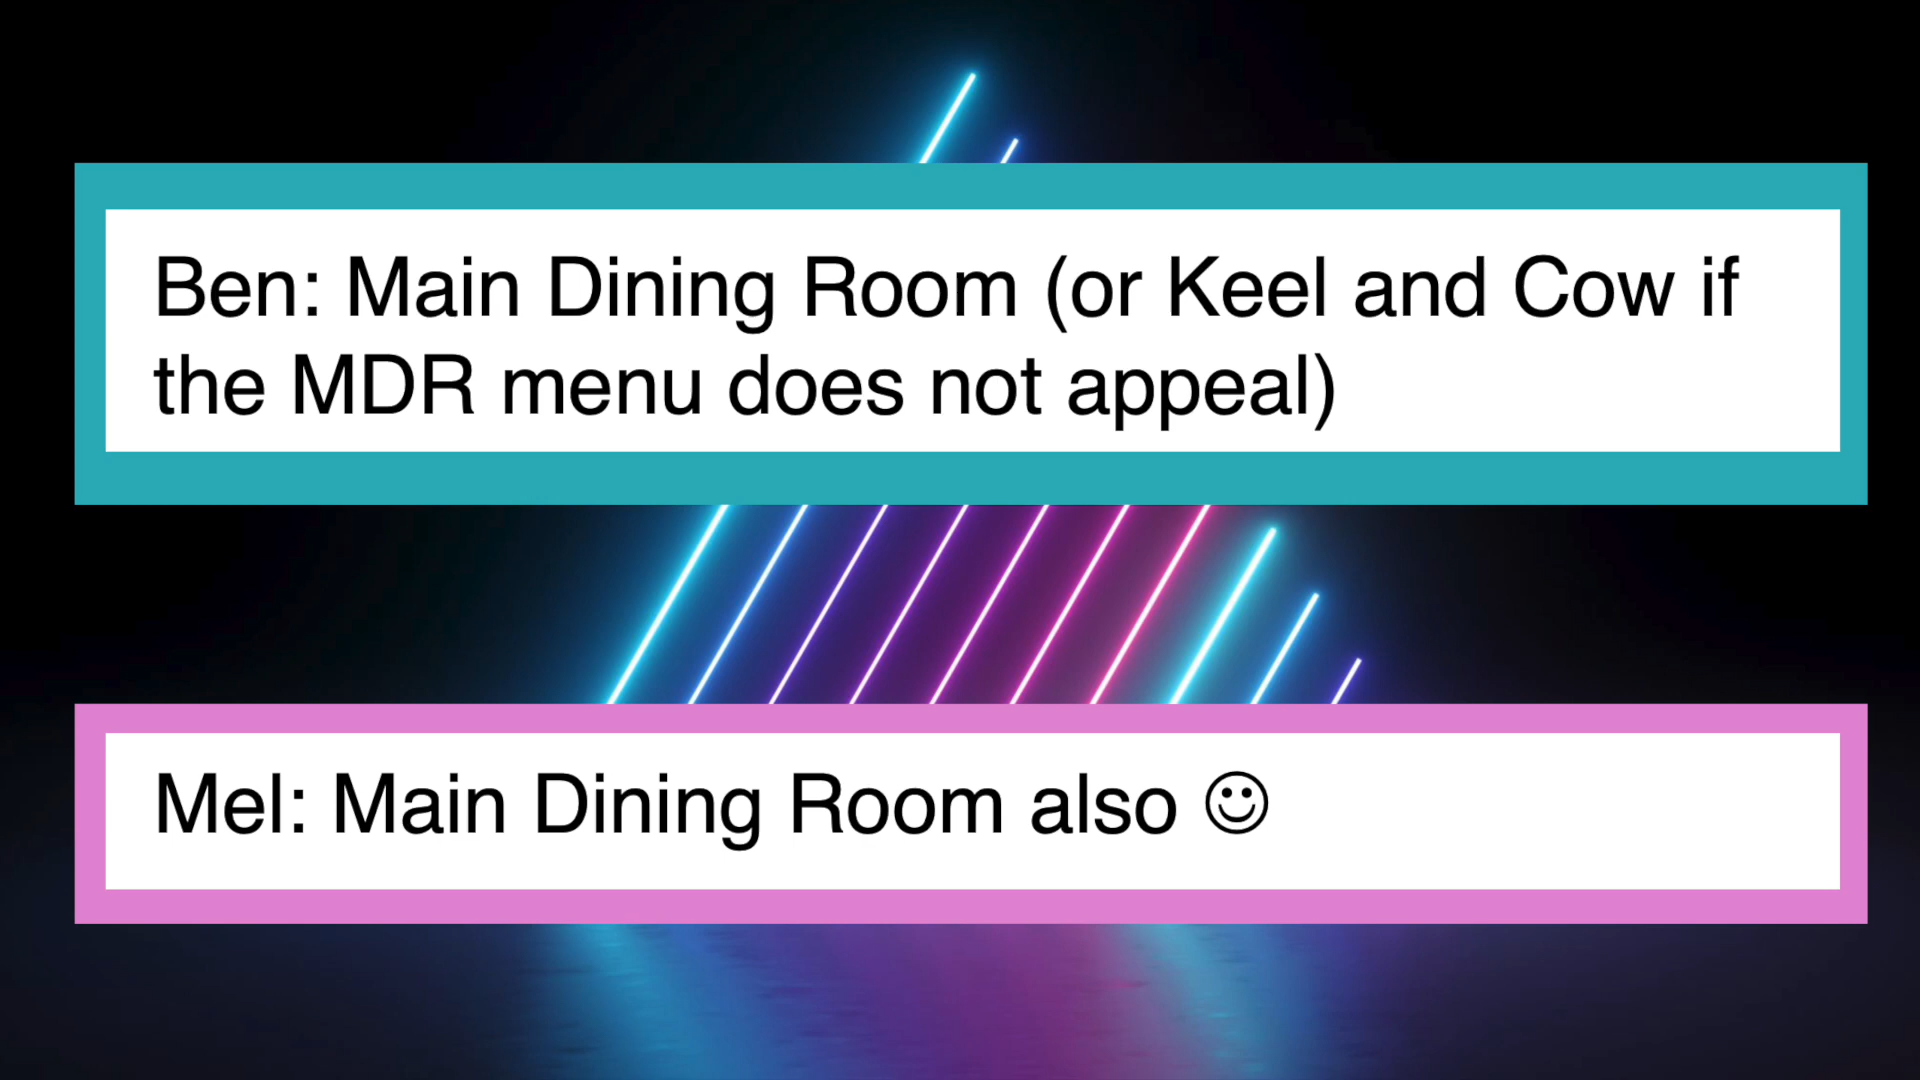 Ben: Main Dining Room (or Keel and Cow if
the MDR menu does not appeal)
Mel: Main Dining Room also ☺